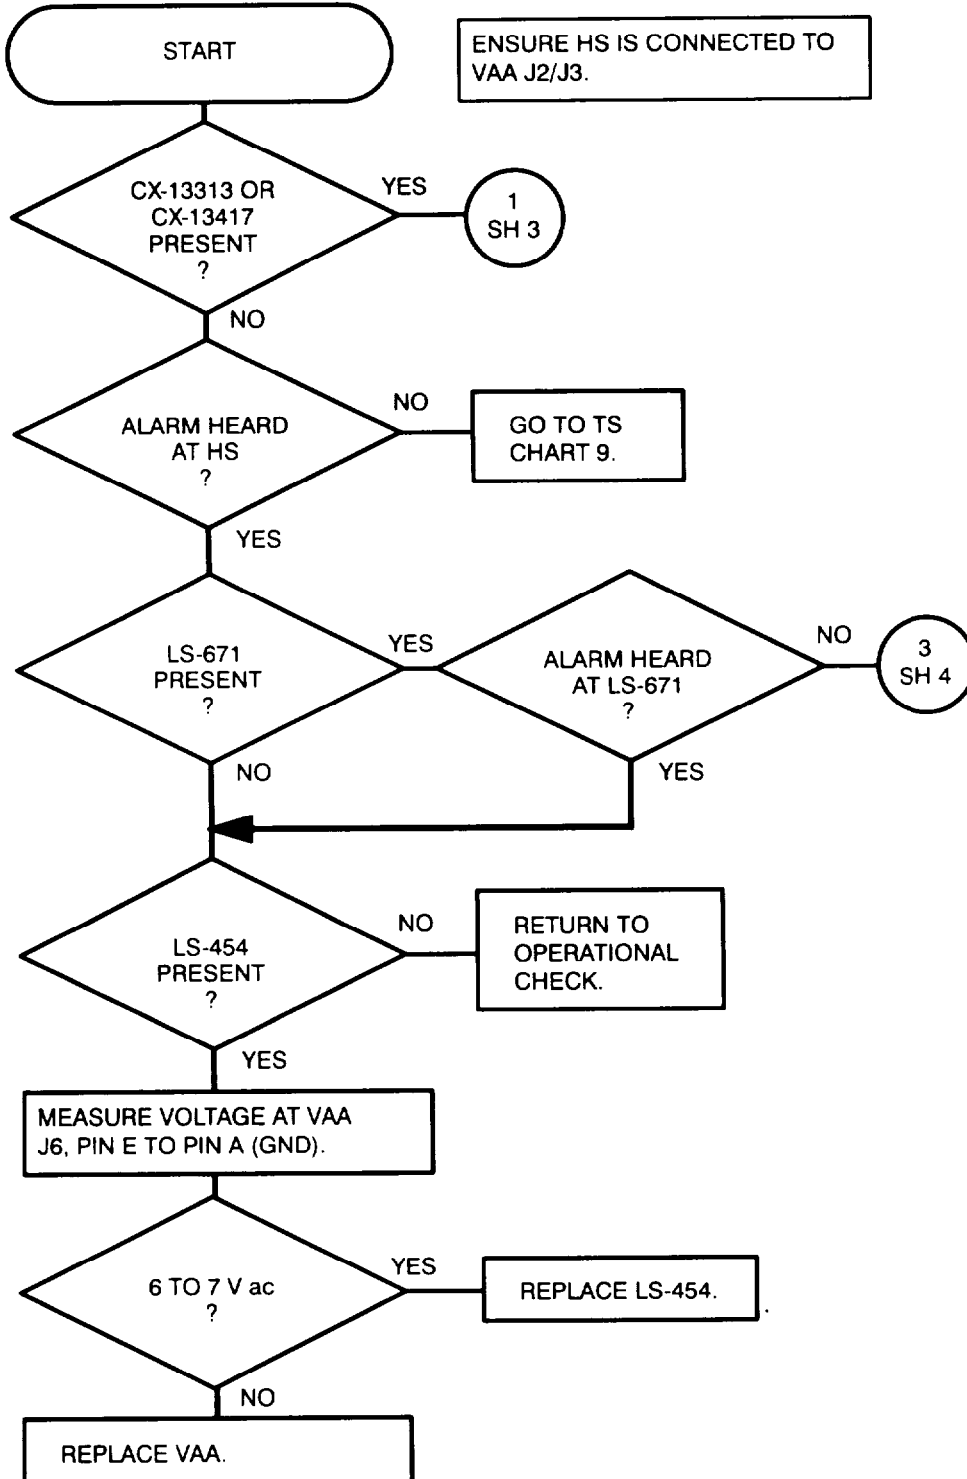 START
ENSURE HS IS CONNECTED TO
VAA J2/J3.
CX-13313 OR
CX-13417
PRESENT
?
YES
1
SH 3
NO
ALARM HEARD
AT HS
?
NO
GO TO TS
CHART 9.
YES
LS-671
PRESENT
?
YES
ALARM HEARD
AT LS-671
?
NO
3
SH 4
NO
YES
LS-454
PRESENT
?
NO
RETURN TO
OPERATIONAL
CHECK.
YES
MEASURE VOLTAGE AT VAA
J6, PIN E TO PIN A (GND).
6 TO 7 V ac
?
YES
REPLACE LS-454.
NO
REPLACE VAA.